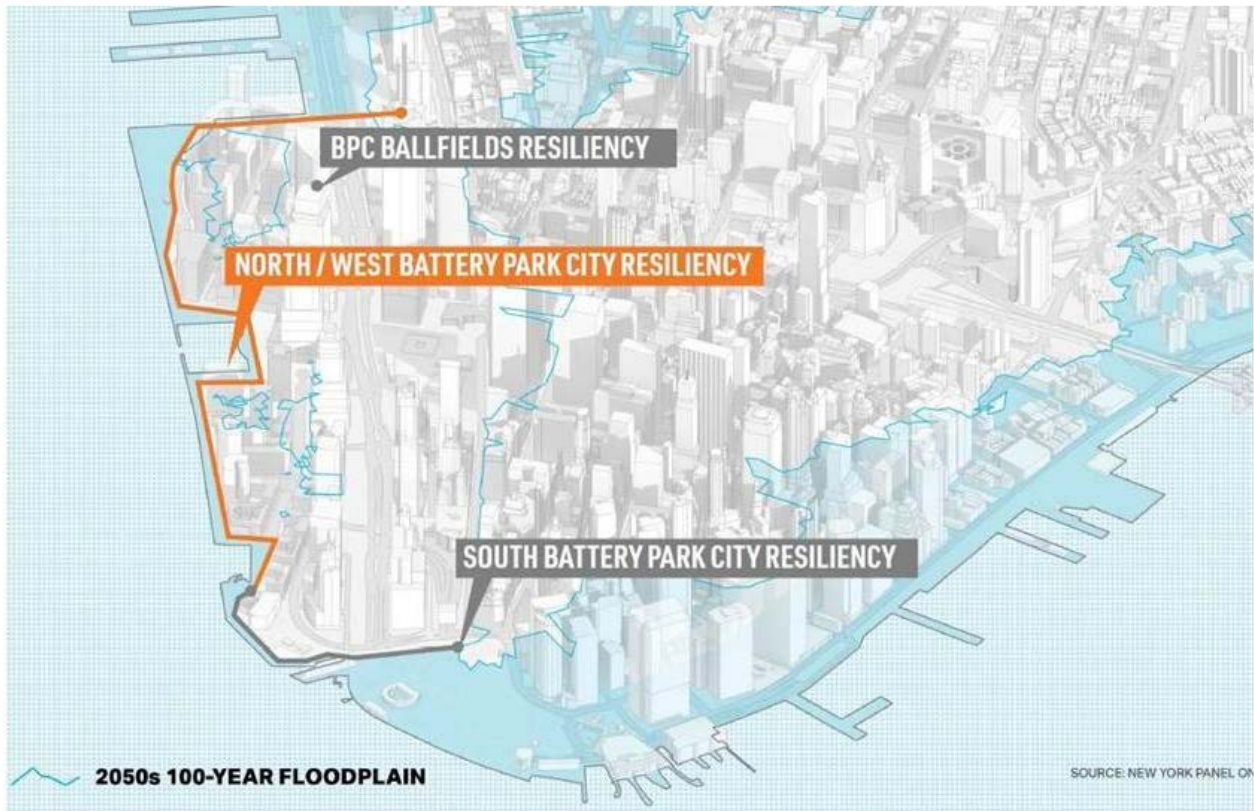 BPC BALLFIELDS RESILIENCY
NORTH / WEST BATTERY PARK CITY RESILIENCY
SOUTH BATTERY PARK CITY RESILIENCY
2050s 100-YEAR FLOODPLAIN
SOURCE: NEW YORK PANEL ON